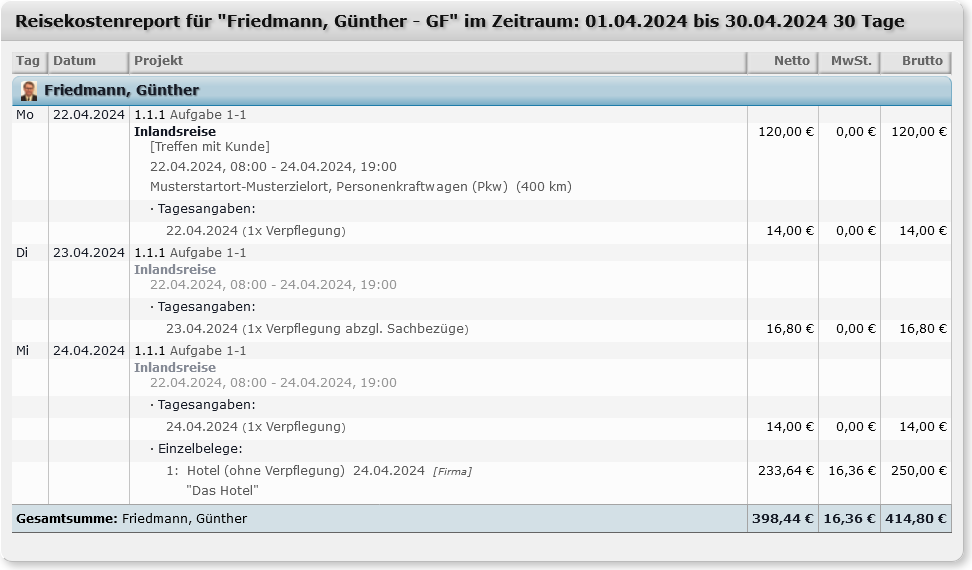 Reisekostenreport für "Friedmann, Günther - GF" im Zeitraum: 01.04.2024 bis 30.04.2024 30 Tage
Tag Datum Projekt Netto MwSt. Brutto
Friedmann, Günther
Mo 22.04.2024 1.1.1 Aufgabe 1-1
Inlandsreise 120,00 € 0,00 € 120,00 €
[Treffen mit Kunde]
22.04.2024, 08:00 - 24.04.2024, 19:00
Musterstartort-Musterzielort, Personenkraftwagen (Pkw) (400 km)
· Tagesangaben:
22.04.2024 (1x Verpflegung) 14,00 € 0,00 € 14,00 €
Di 23.04.2024 1.1.1 Aufgabe 1-1
Inlandsreise
22.04.2024, 08:00 - 24.04.2024, 19:00
· Tagesangaben:
23.04.2024 (1x Verpflegung abzgl. Sachbezüge) 16,80 € 0,00 € 16,80 €
Mi 24.04.2024 1.1.1 Aufgabe 1-1
Inlandsreise
22.04.2024, 08:00 - 24.04.2024, 19:00
· Tagesangaben:
24.04.2024 (1x Verpflegung) 14,00 € 0,00 € 14,00 €
· Einzelbelege:
1: Hotel (ohne Verpflegung) 24.04.2024 [Firma] 233,64 € 16,36 € 250,00 €
"Das Hotel"
Gesamtsumme: Friedmann, Günther 398,44 € 16,36 € 414,80 €